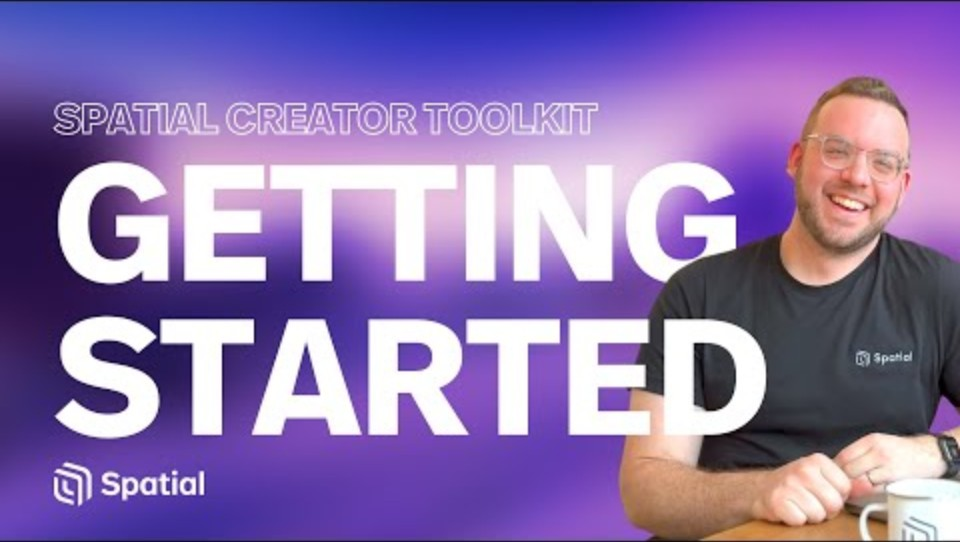 SPATIAL CREATOR TOOLKIT
GETTING
STARTED
Spatial
Spatial